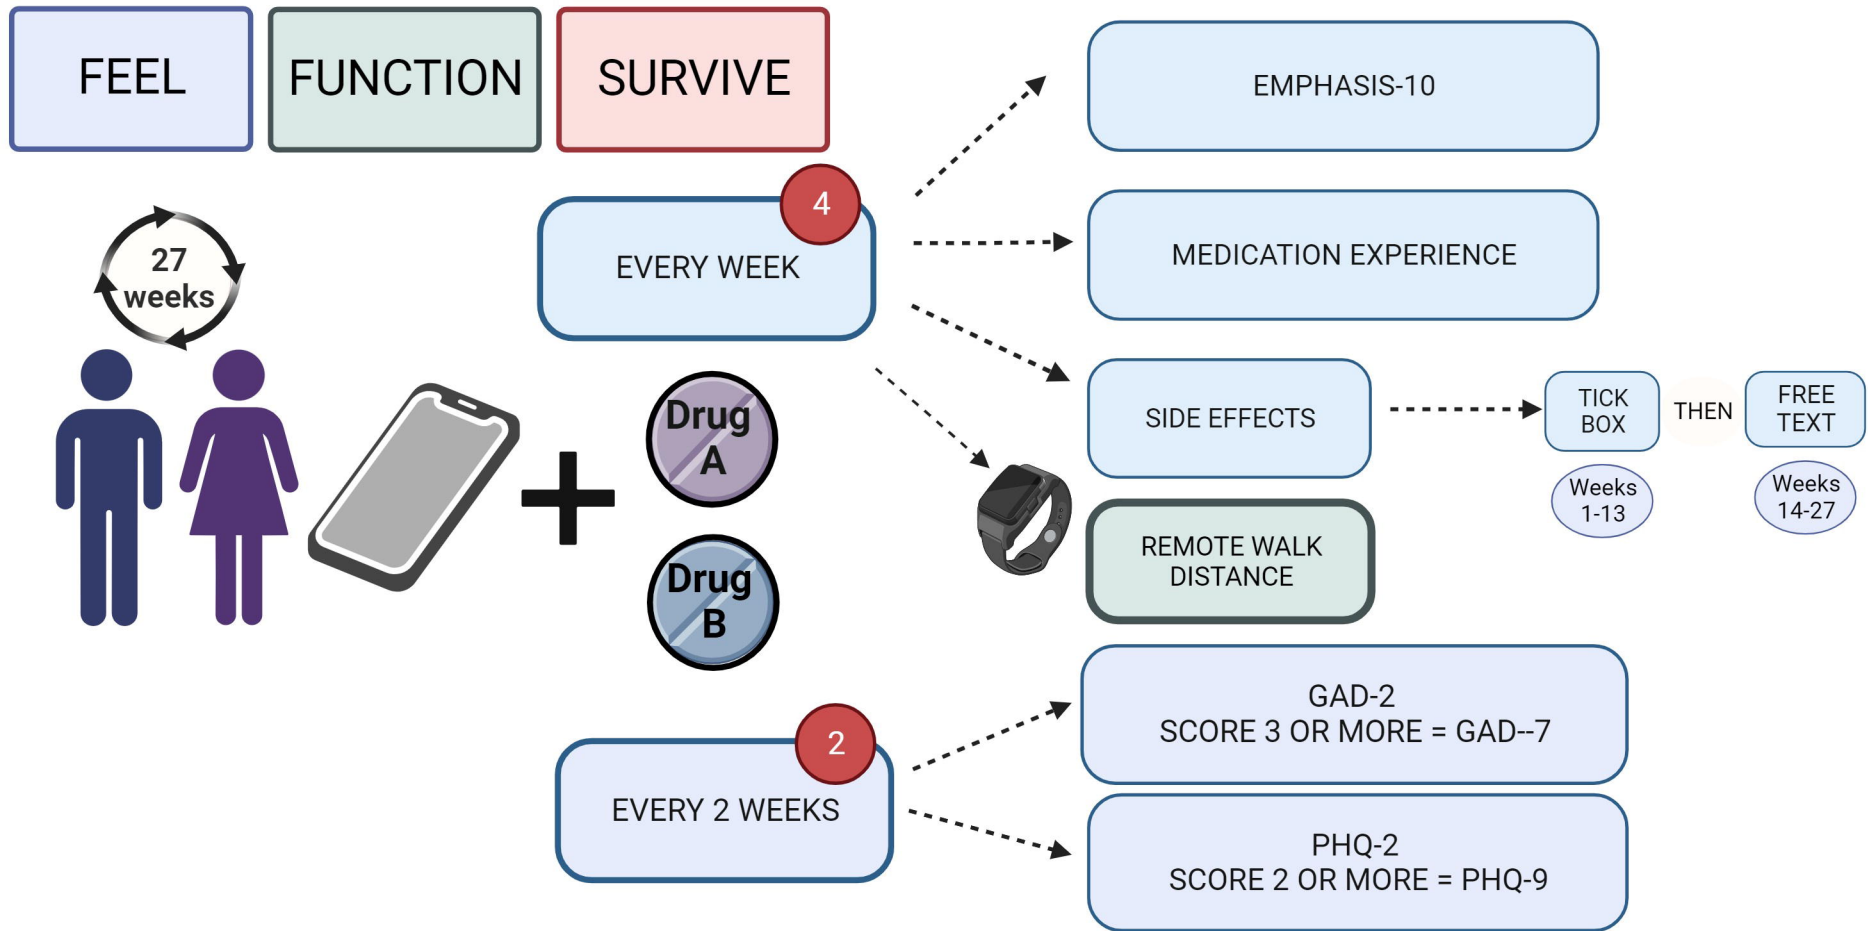 FEEL
FUNCTION
SURVIVE
27
weeks
4
EVERY WEEK
EMPHASIS-10
MEDICATION EXPERIENCE
SIDE EFFECTS
TICK
BOX
THEN
FREE
TEXT
Weeks
1-13
Weeks
14-27
REMOTE WALK
DISTANCE
Drug
A
Drug
B
2
EVERY 2 WEEKS
GAD-2
SCORE 3 OR MORE = GAD--7
PHQ-2
SCORE 2 OR MORE = PHQ-9